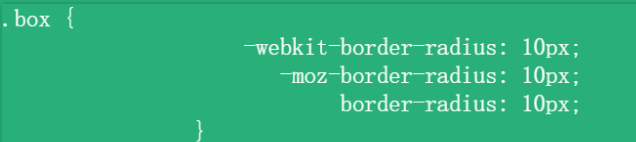 .box {
-webkit-border-radius: 10px;
-moz-border-radius: 10px;
border-radius: 10px;
}